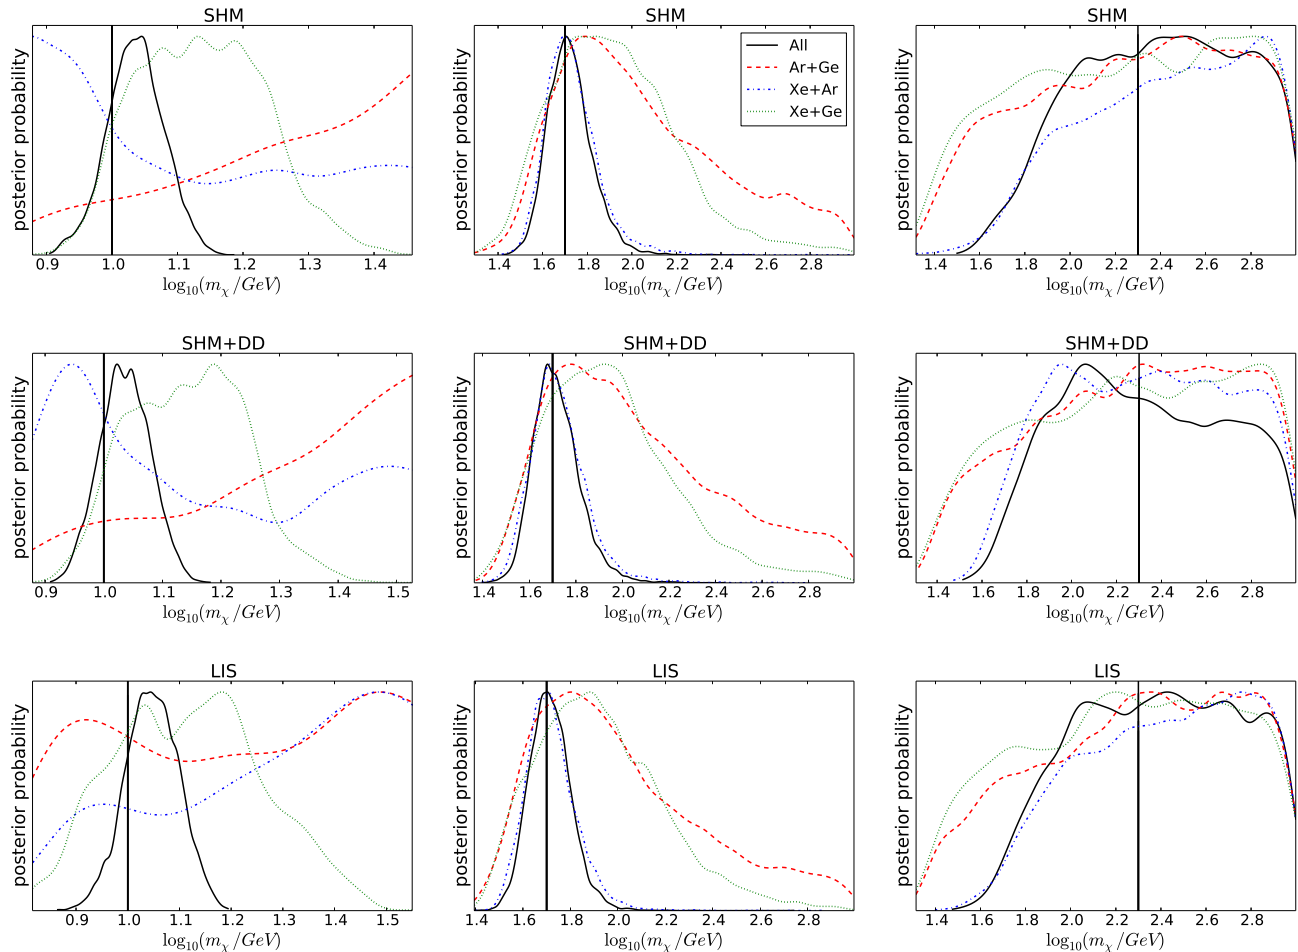 SHM
SHM
SHM
posterior probability
posterior probability
posterior probability
All
Ar+Ge
Xe+Ar
Xe+Ge
0.9 1.0 1.1 1.2 1.3 1.4
1.4 1.6 1.8 2.0 2.2 2.4 2.6 2.8
1.4 1.6 1.8 2.0 2.2 2.4 2.6 2.8
log₁₀(mᵪ/GeV)
log₁₀(mᵪ/GeV)
log₁₀(mᵪ/GeV)
SHM+DD
SHM+DD
SHM+DD
posterior probability
posterior probability
posterior probability
0.9 1.0 1.1 1.2 1.3 1.4 1.5
1.4 1.6 1.8 2.0 2.2 2.4 2.6 2.8
1.4 1.6 1.8 2.0 2.2 2.4 2.6 2.8
log₁₀(mᵪ/GeV)
log₁₀(mᵪ/GeV)
log₁₀(mᵪ/GeV)
LIS
LIS
LIS
posterior probability
posterior probability
posterior probability
0.9 1.0 1.1 1.2 1.3 1.4 1.5
1.4 1.6 1.8 2.0 2.2 2.4 2.6 2.8
1.4 1.6 1.8 2.0 2.2 2.4 2.6 2.8
log₁₀(mᵪ/GeV)
log₁₀(mᵪ/GeV)
log₁₀(mᵪ/GeV)